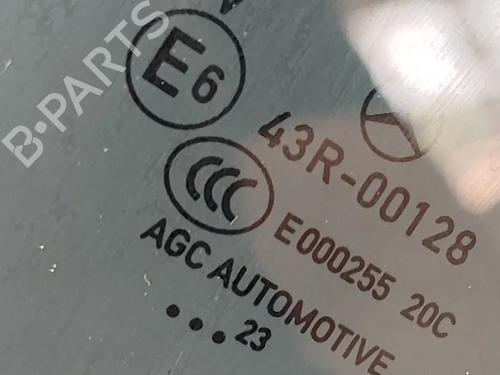 B-PARTS
E6
43R-00128
CCC
E000255 20C
AGC AUTOMOTIVE
...23